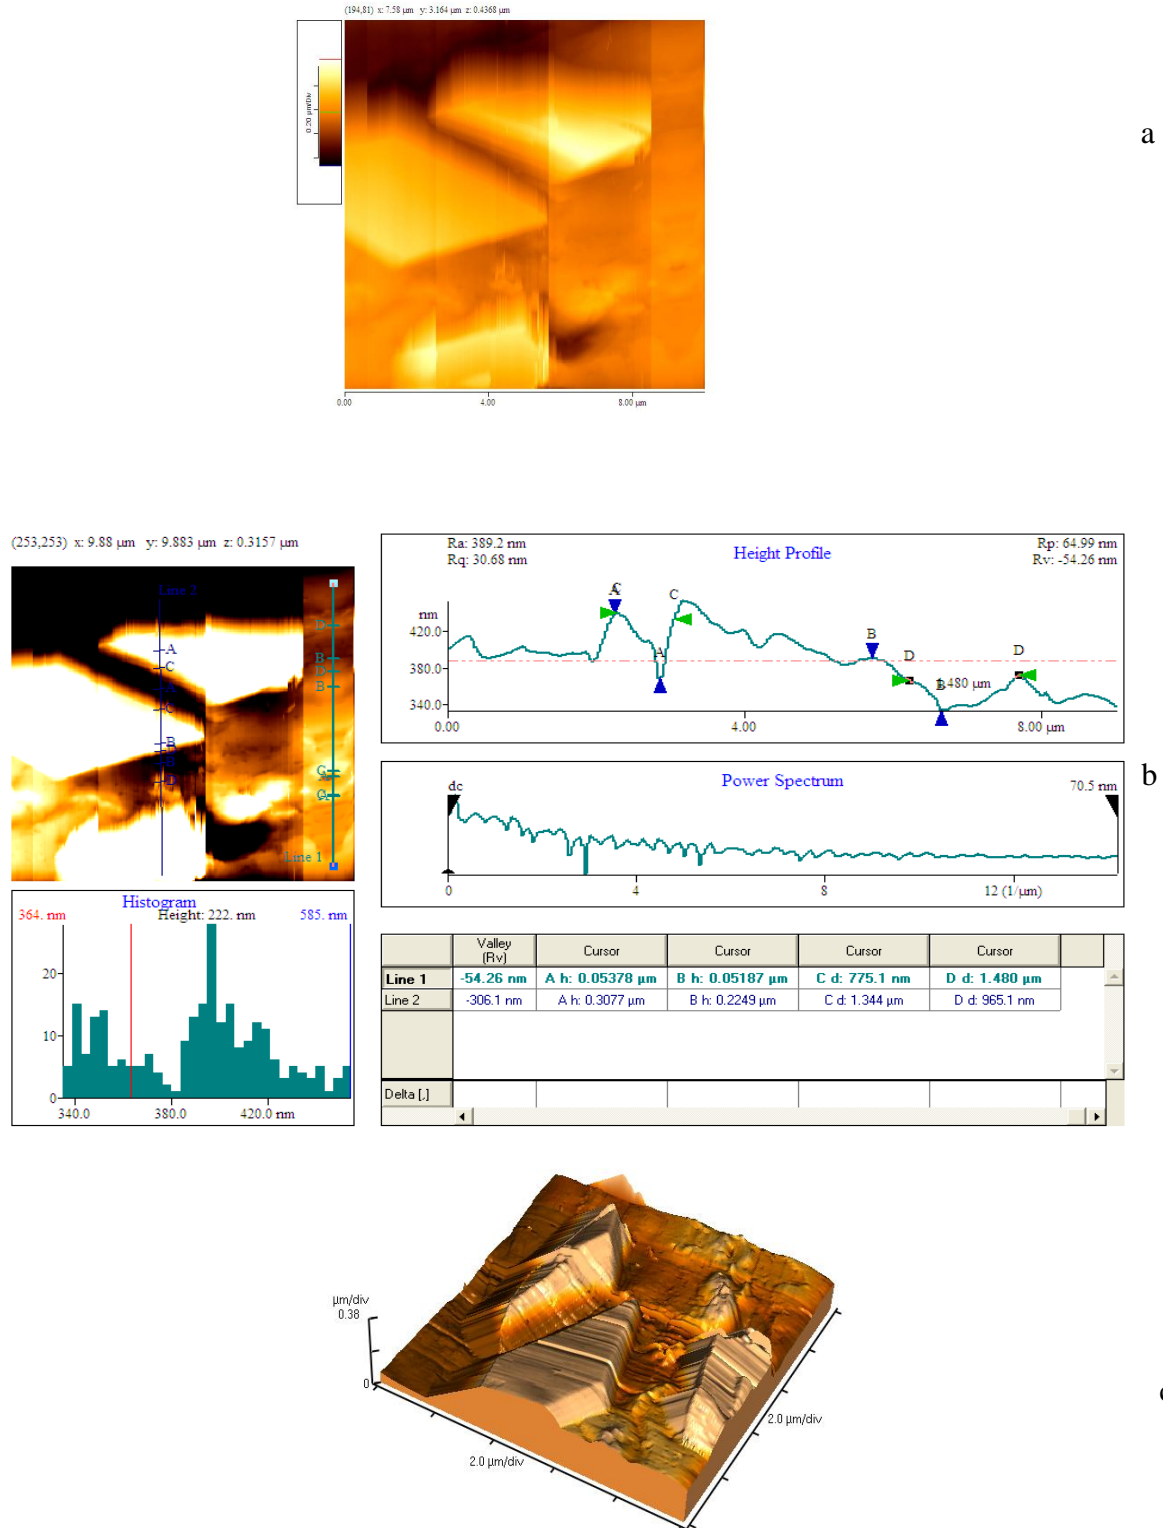 (194,81) x: 7.58 µm y: 3.164 µm z: 0.4368 µm
0.20 µm/Div
0.00 4.00 8.00 µm
a
(253,253) x: 9.88 µm y: 9.883 µm z: 0.3157 µm
Line 3
D
A
B
C
D
A
B
C
B
B
C
D
A
Line 1
Ra: 389.2 nm
Rq: 30.68 nm
Height Profile
Rp: 64.99 nm
Rv: -54.26 nm
nm
420.0
380.0
340.0
C
A
B
D
D
B
1.480 µm
0.00 4.00 8.00 µm
b
dc
Power Spectrum
70.5 nm
0 4 8 12 (1/µm)
Histogram
364. nm Height: 222. nm 585. nm
20
10
0
340.0 380.0 420.0 nm
Valley (Rv) Cursor Cursor Cursor Cursor
Line 1 -54.26 nm A h: 0.05378 µm B h: 0.05187 µm C d: 775.1 nm D d: 1.480 µm
Line 2 -306.1 nm A h: 0.3077 µm B h: 0.2249 µm C d: 1.344 µm D d: 965.1 nm
Delta [,]
µm/div
0.38
0
2.0 µm/div
2.0 µm/div